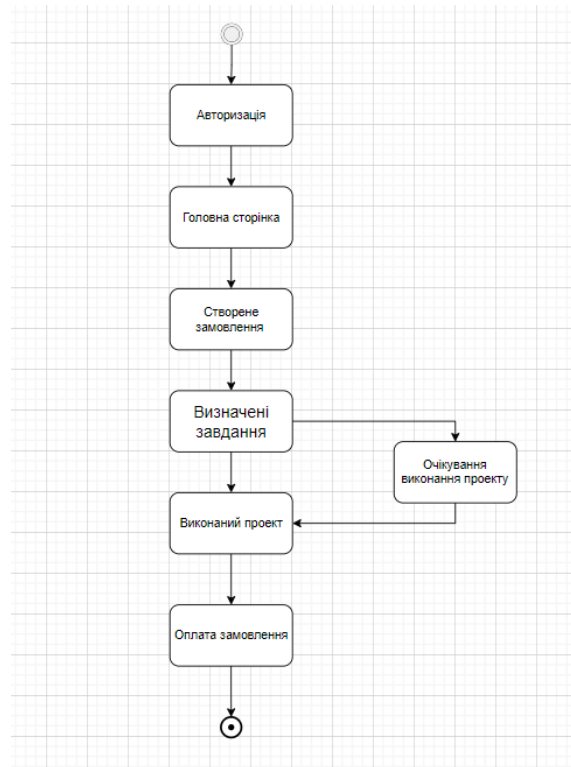 Авторизація
Головна сторінка
Створене
замовлення
Визначені
завдання
Очікування
виконання проекту
Виконаний проект
Оплата замовлення